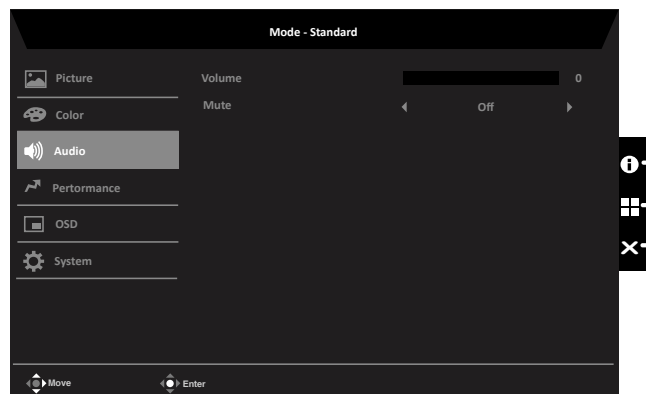 Mode - Standard
Picture
Volume 0
Color
Mute Off
Audio
Pertormance
OSD
System
Move Enter